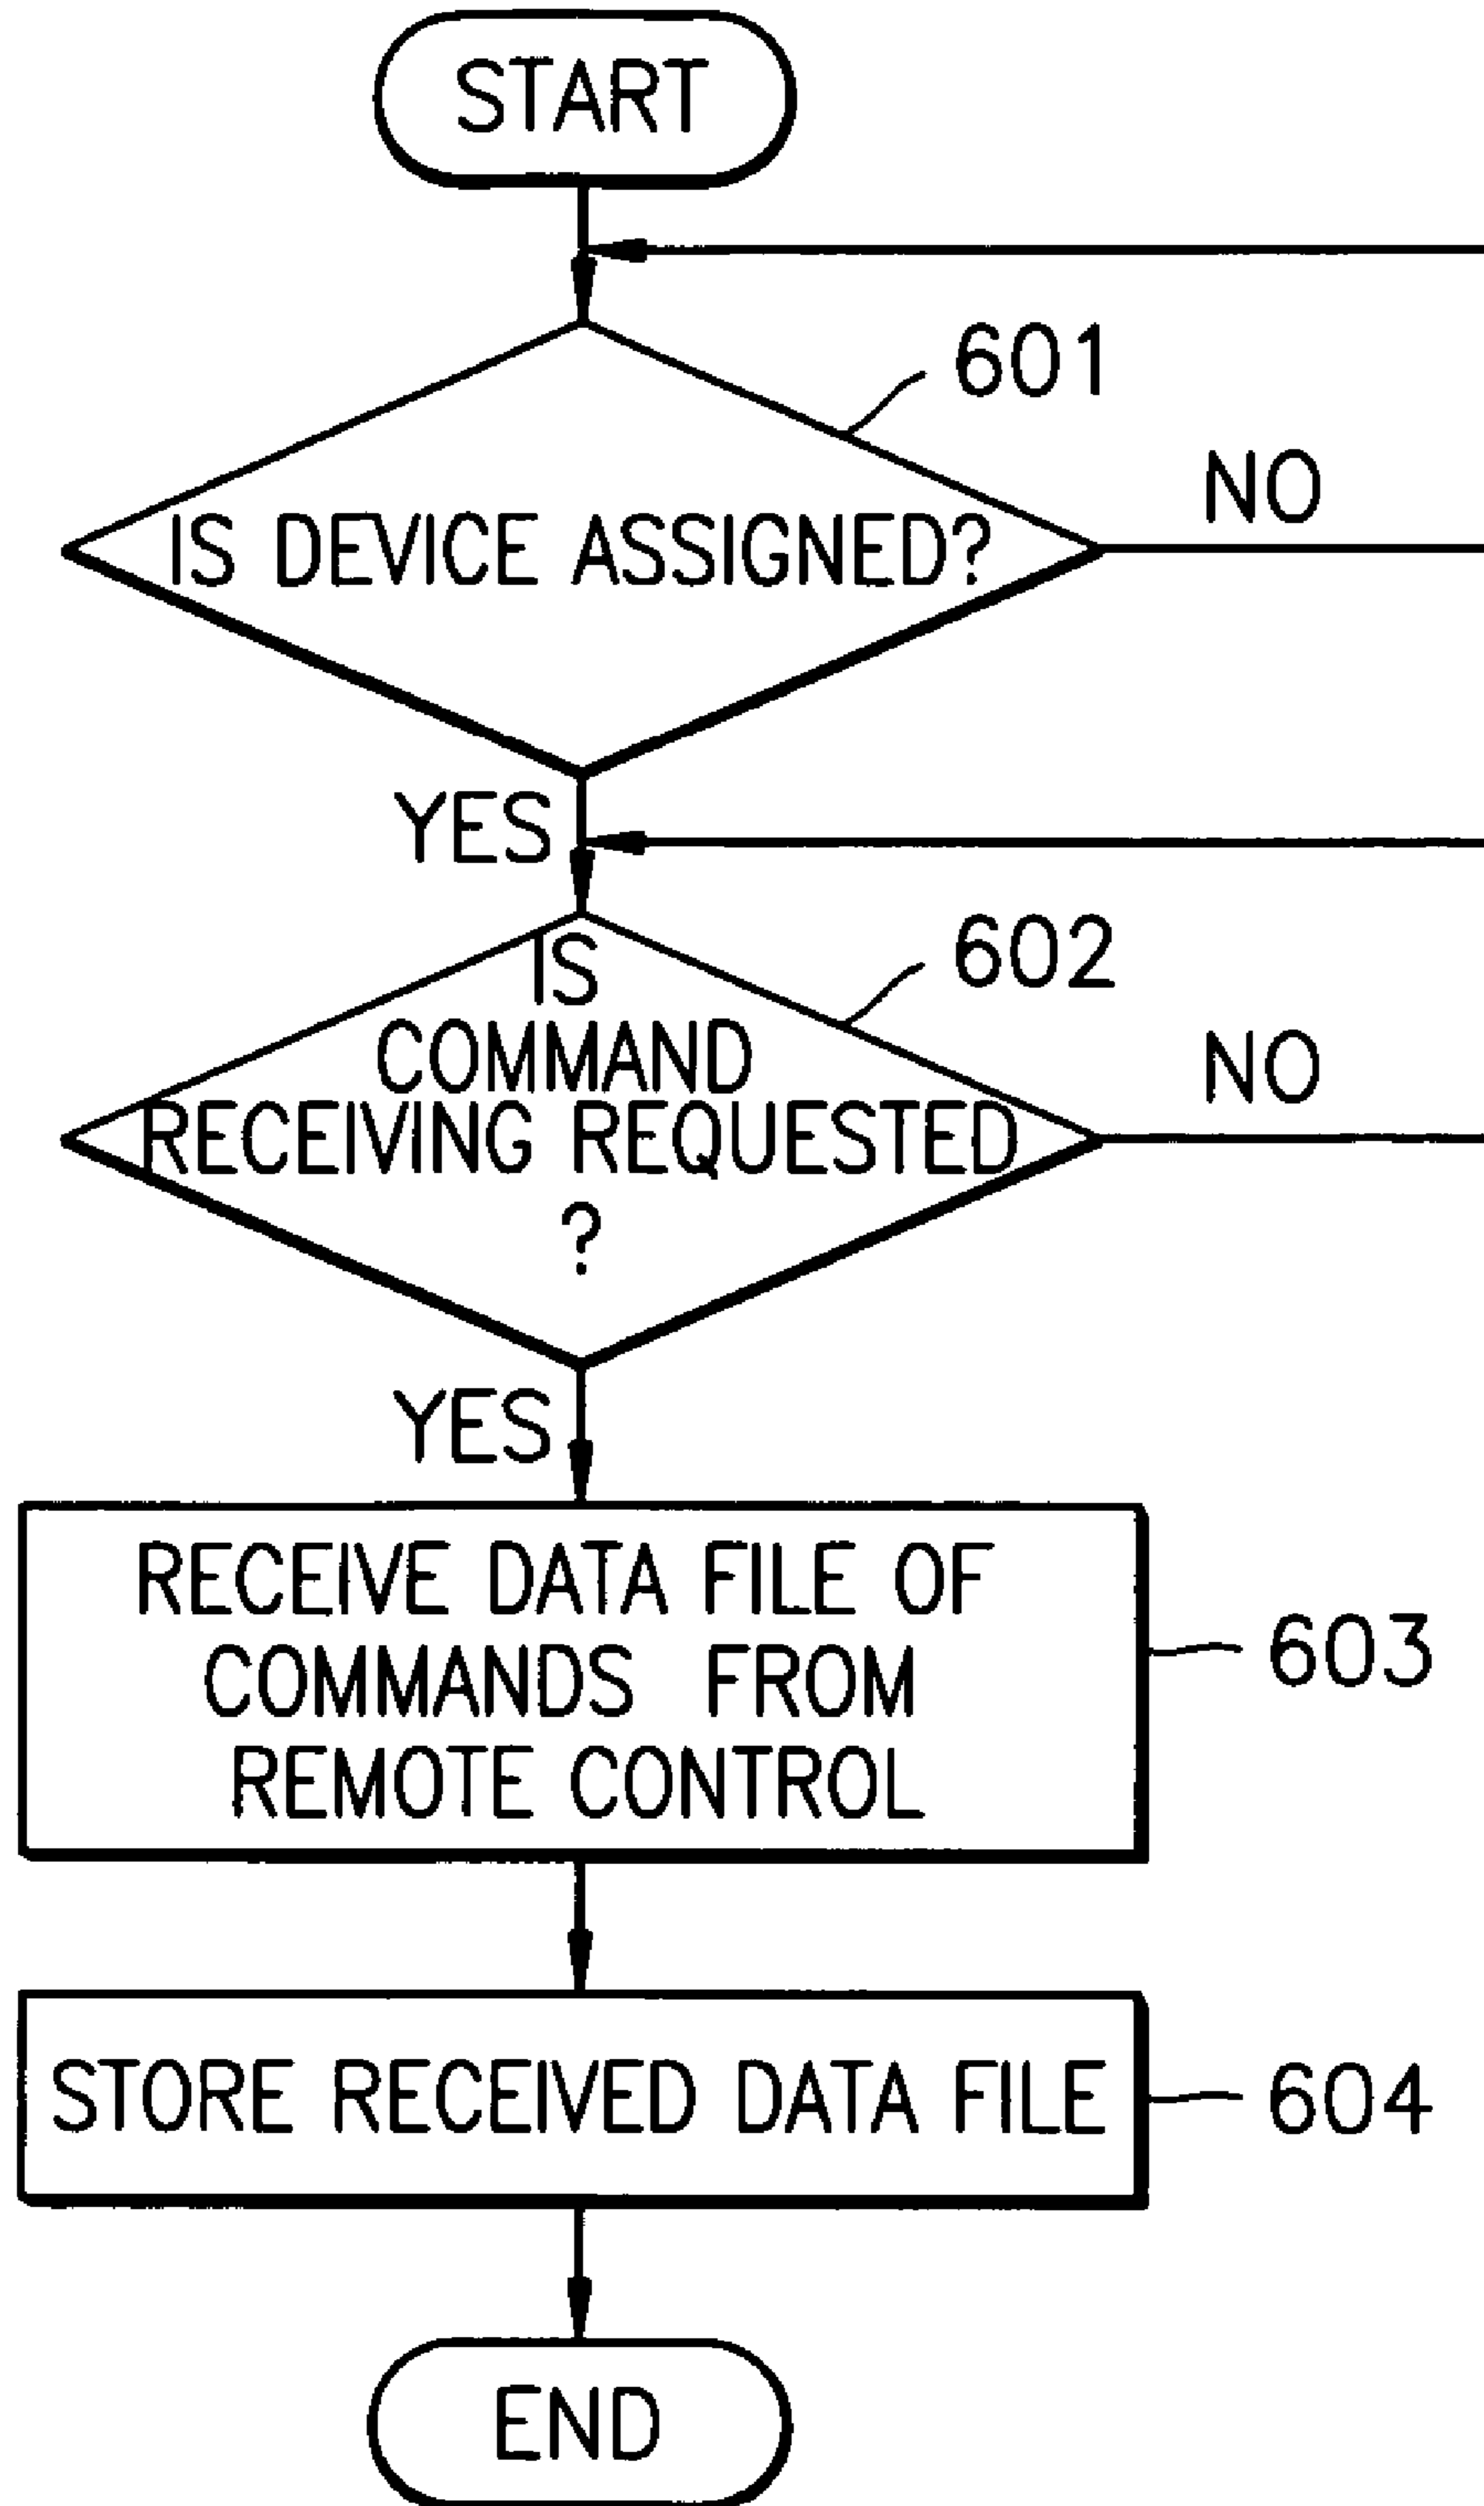 START
601
NO
IS DEVICE ASSIGNED?
YES
602
IS
COMMAND
NO
RECEIVING REQUESTED
?
YES
RECEIVE DATA FILE OF
COMMANDS FROM
603
REMOTE CONTROL
STORE RECEIVED DATA FILE
604
END